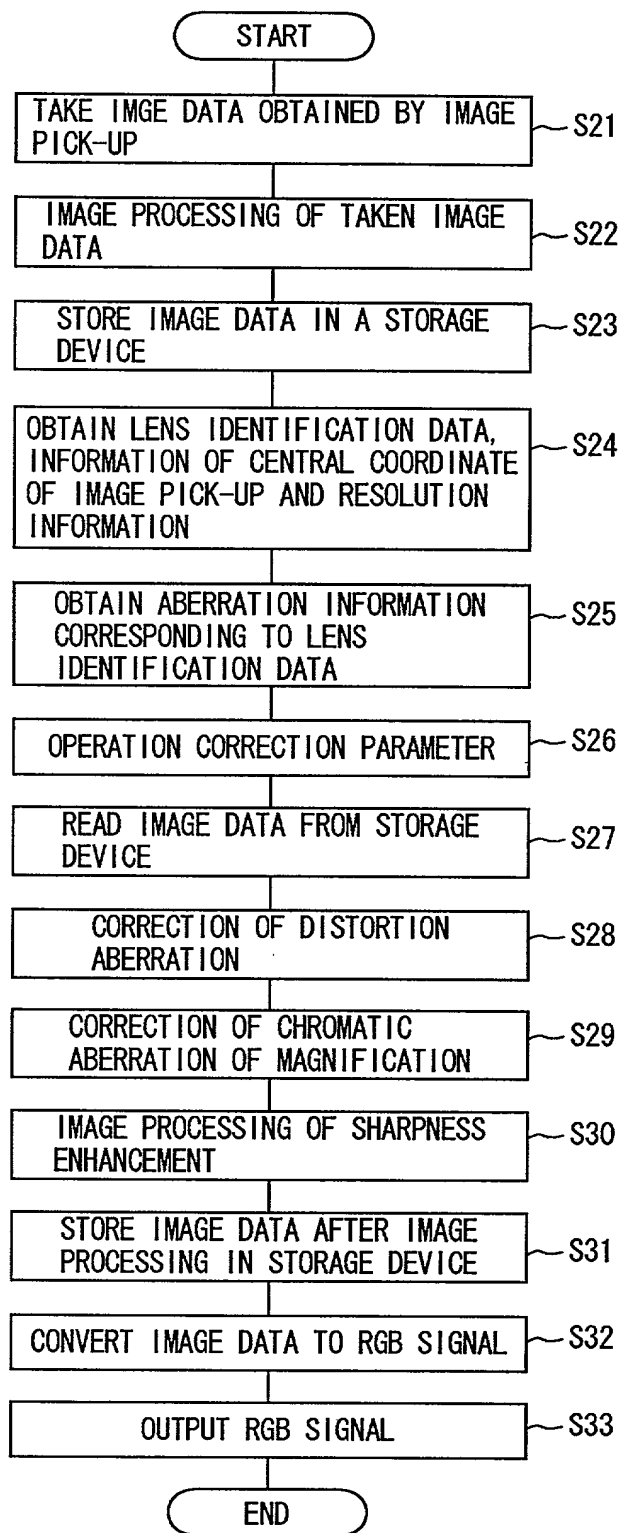 START
TAKE IMGE DATA OBTAINED BY IMAGE
PICK-UP
S21
IMAGE PROCESSING OF TAKEN IMAGE
DATA
S22
STORE IMAGE DATA IN A STORAGE
DEVICE
S23
OBTAIN LENS IDENTIFICATION DATA,
INFORMATION OF CENTRAL COORDINATE
OF IMAGE PICK-UP AND RESOLUTION
INFORMATION
S24
OBTAIN ABERRATION INFORMATION
CORRESPONDING TO LENS
IDENTIFICATION DATA
S25
OPERATION CORRECTION PARAMETER
S26
READ IMAGE DATA FROM STORAGE
DEVICE
S27
CORRECTION OF DISTORTION
ABERRATION
S28
CORRECTION OF CHROMATIC
ABERRATION OF MAGNIFICATION
S29
IMAGE PROCESSING OF SHARPNESS
ENHANCEMENT
S30
STORE IMAGE DATA AFTER IMAGE
PROCESSING IN STORAGE DEVICE
S31
CONVERT IMAGE DATA TO RGB SIGNAL
S32
OUTPUT RGB SIGNAL
S33
END